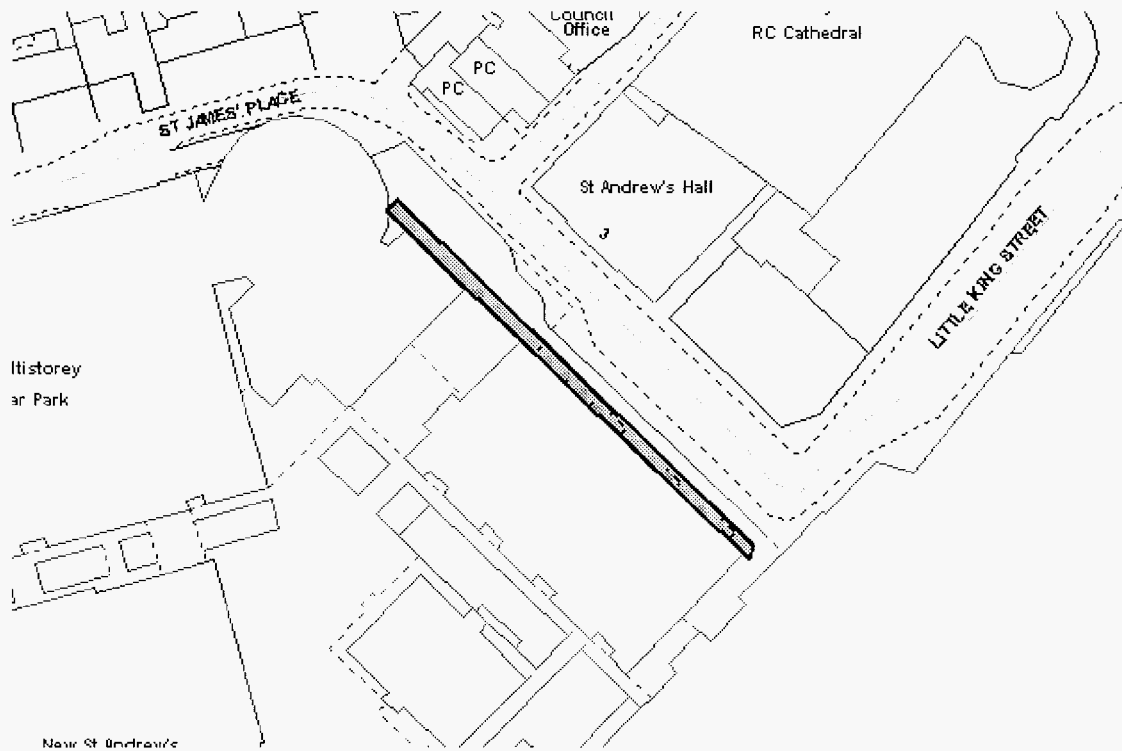 Council
Office
RC Cathedral
PC
PC
ST JAMES' PLACE
St Andrew's Hall
3
LITTLE KING STREET
ltistorey
ar Park
New St Andrew's